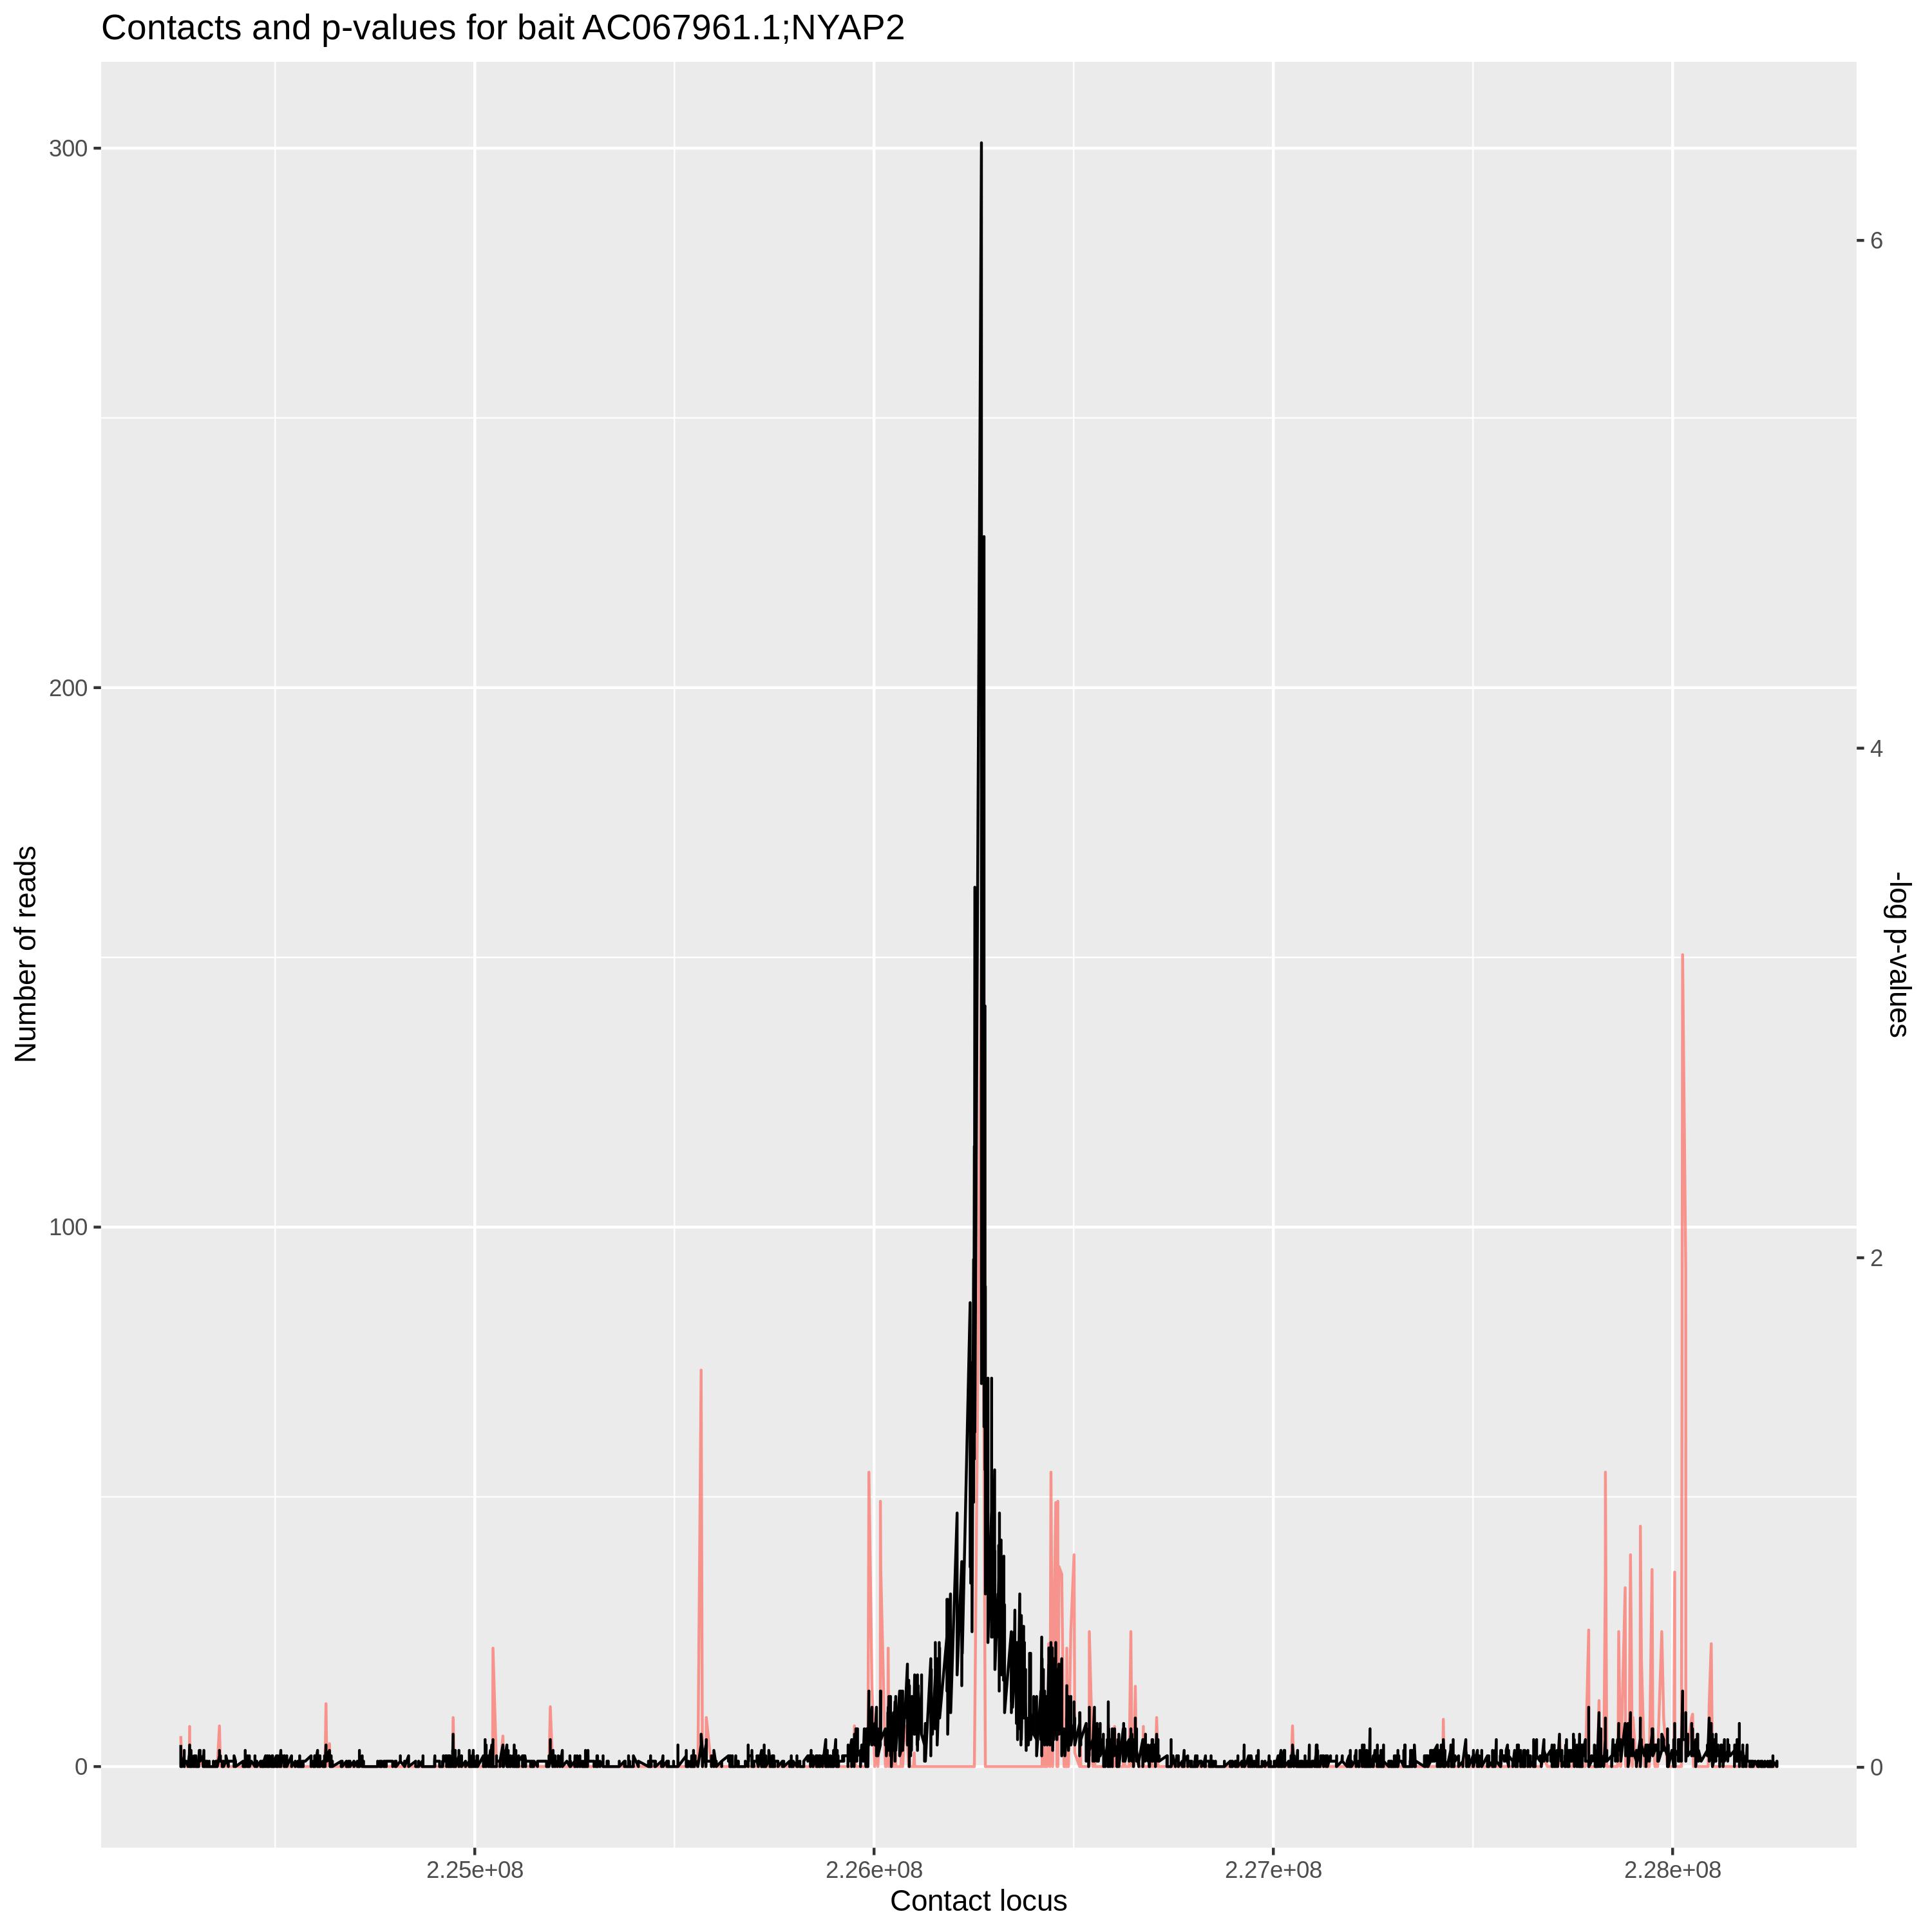 Contacts and p-values for bait AC067961.1;NYAP2
300
200
100
0
Number of reads
6
4
2
0
-log p-values
2.25e+08
2.26e+08
2.27e+08
2.28e+08
Contact locus